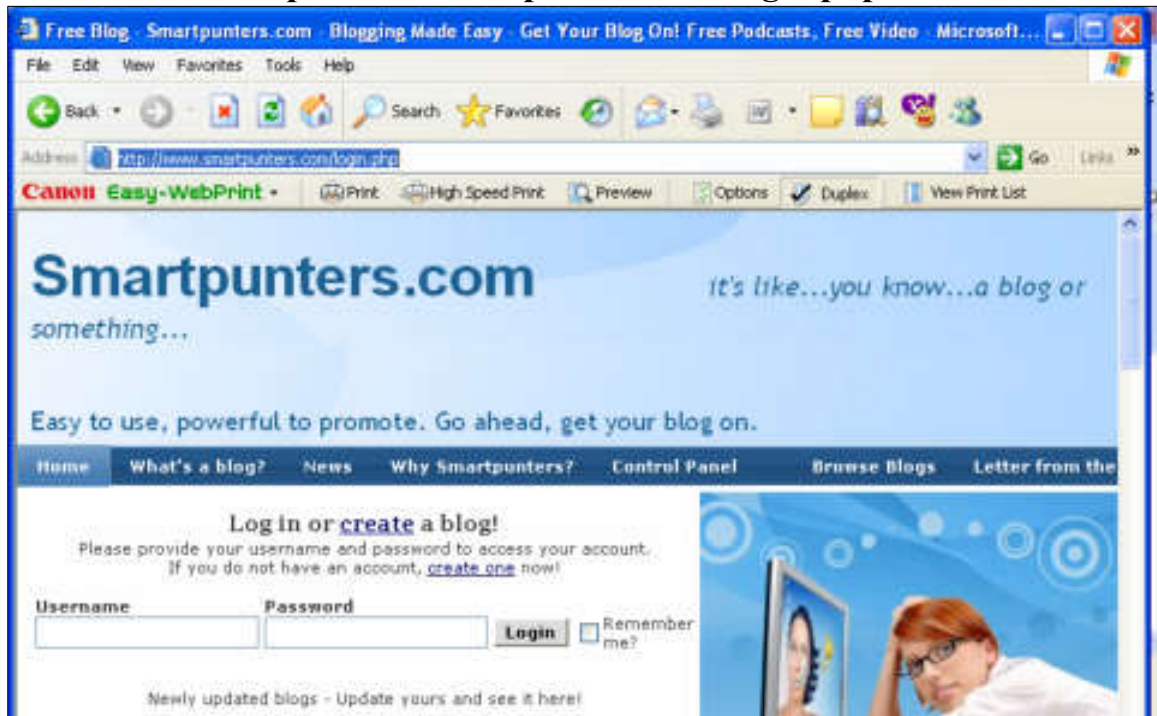 Free Blog - Smartpunters.com - Blogging Made Easy - Get Your Blog On! Free Podcasts, Free Video - Microsoft...
File Edit View Favorites Tools Help
Back Search Favorites
Address http://www.smartpunters.com/login.php Go Links »
Canon Easy-WebPrint Print High Speed Print Preview Options Duplex View Print List
Smartpunters.com it's like...you know...a blog or
something...
Easy to use, powerful to promote. Go ahead, get your blog on.
Home What's a blog? News Why Smartpunters? Control Panel Browse Blogs Letter from the
Log in or create a blog!
Please provide your username and password to access your account.
If you do not have an account, create one now!
Username Password
Login Remember me?
Newly updated blogs - Update yours and see it here!